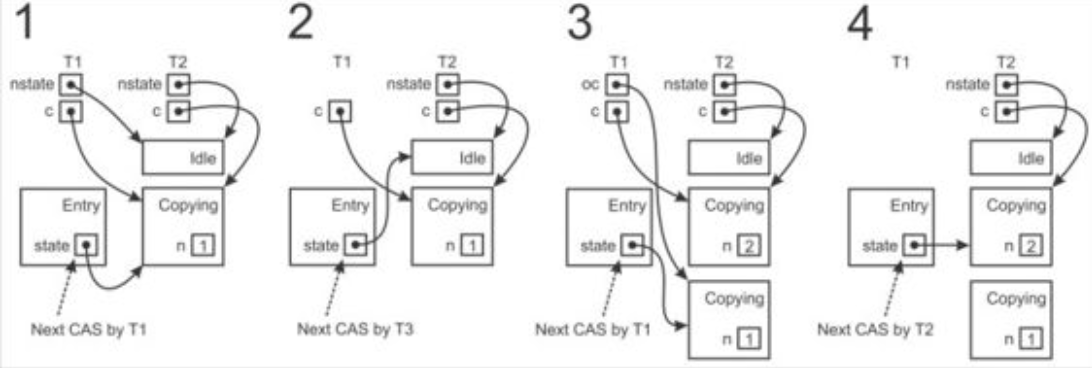 1 2 3 4
T1 T2 T1 T2 T1 T2 T1 T2
nstate nstate nstate oc nstate nstate
c c c c c c c
Idle Idle Idle Idle
Entry Copying Entry Copying Entry Copying Entry Copying
state n 1 state n 1 state n 2 state n 2
Copying Copying
Next CAS by T1 Next CAS by T3 Next CAS by T1 Next CAS by T2
n 1 n 1